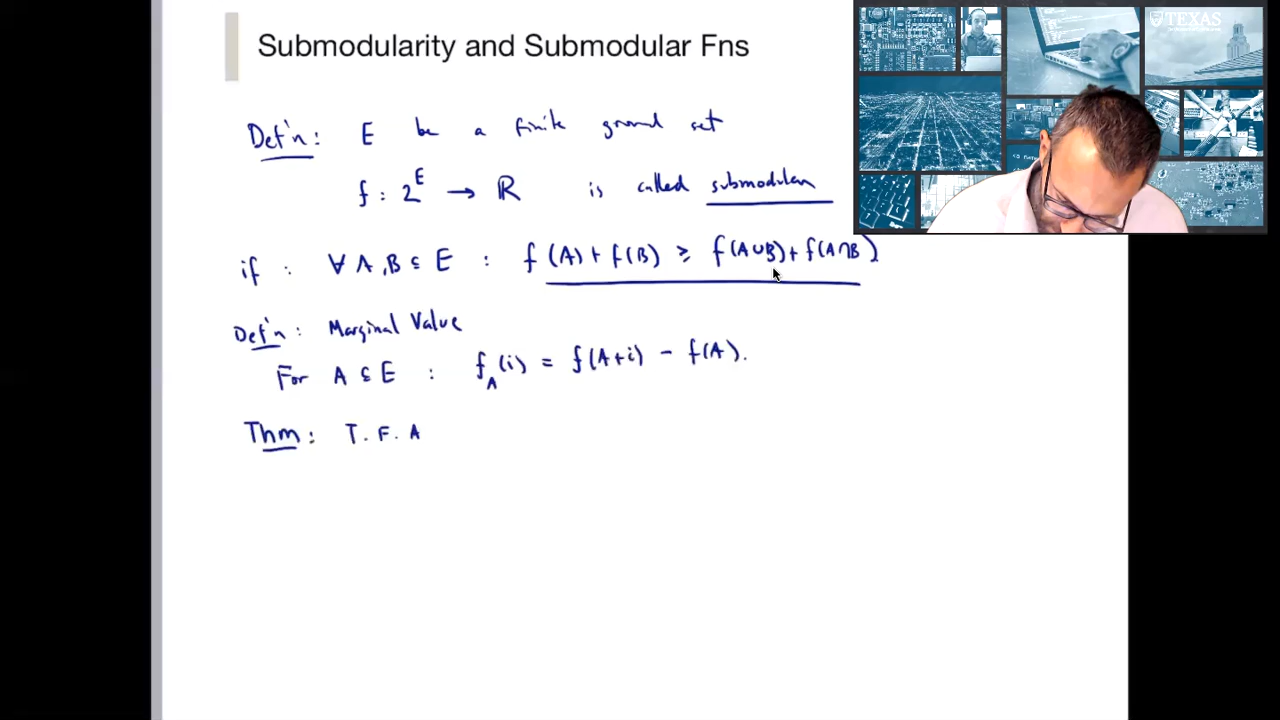 Submodularity and Submodular Fns
TEXAS
Def'n: E be a finite ground set
f : 2^E → ℝ is called submodular
if : ∀ A,B ⊆ E : f(A) + f(B) ≥ f(A∪B) + f(A∩B).
Def'n: Marginal Value
For A ⊆ E : f_A(i) = f(A+i) - f(A).
Thm: T.F.A